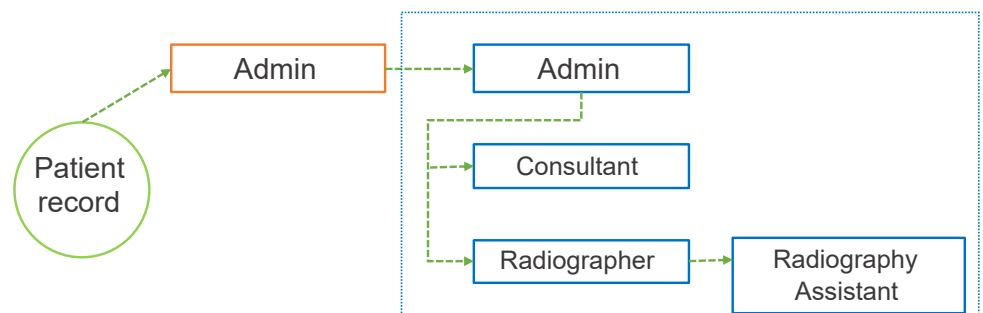 Admin
Admin
Patient
record
Consultant
Radiographer
Radiography
Assistant